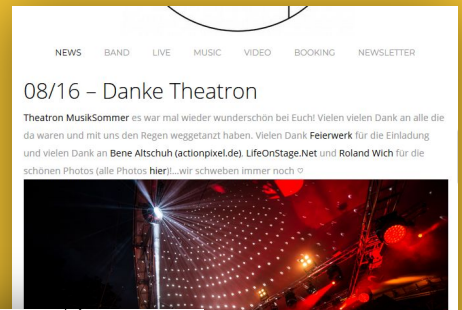 NEWS BAND LIVE MUSIC VIDEO BOOKING NEWSLETTER
08/16 – Danke Theatron
Theatron MusikSommer es war mal wieder wunderschön bei Euch! Vielen vielen Dank an alle die
da waren und mit uns den Regen weggetanzt haben. Vielen Dank Feierwerk für die Einladung
und vielen Dank an Bene Altschuh (actionpixel.de), LifeOnStage.Net und Roland Wich für die
schönen Photos (alle Photos hier)!...wir schweben immer noch ♡